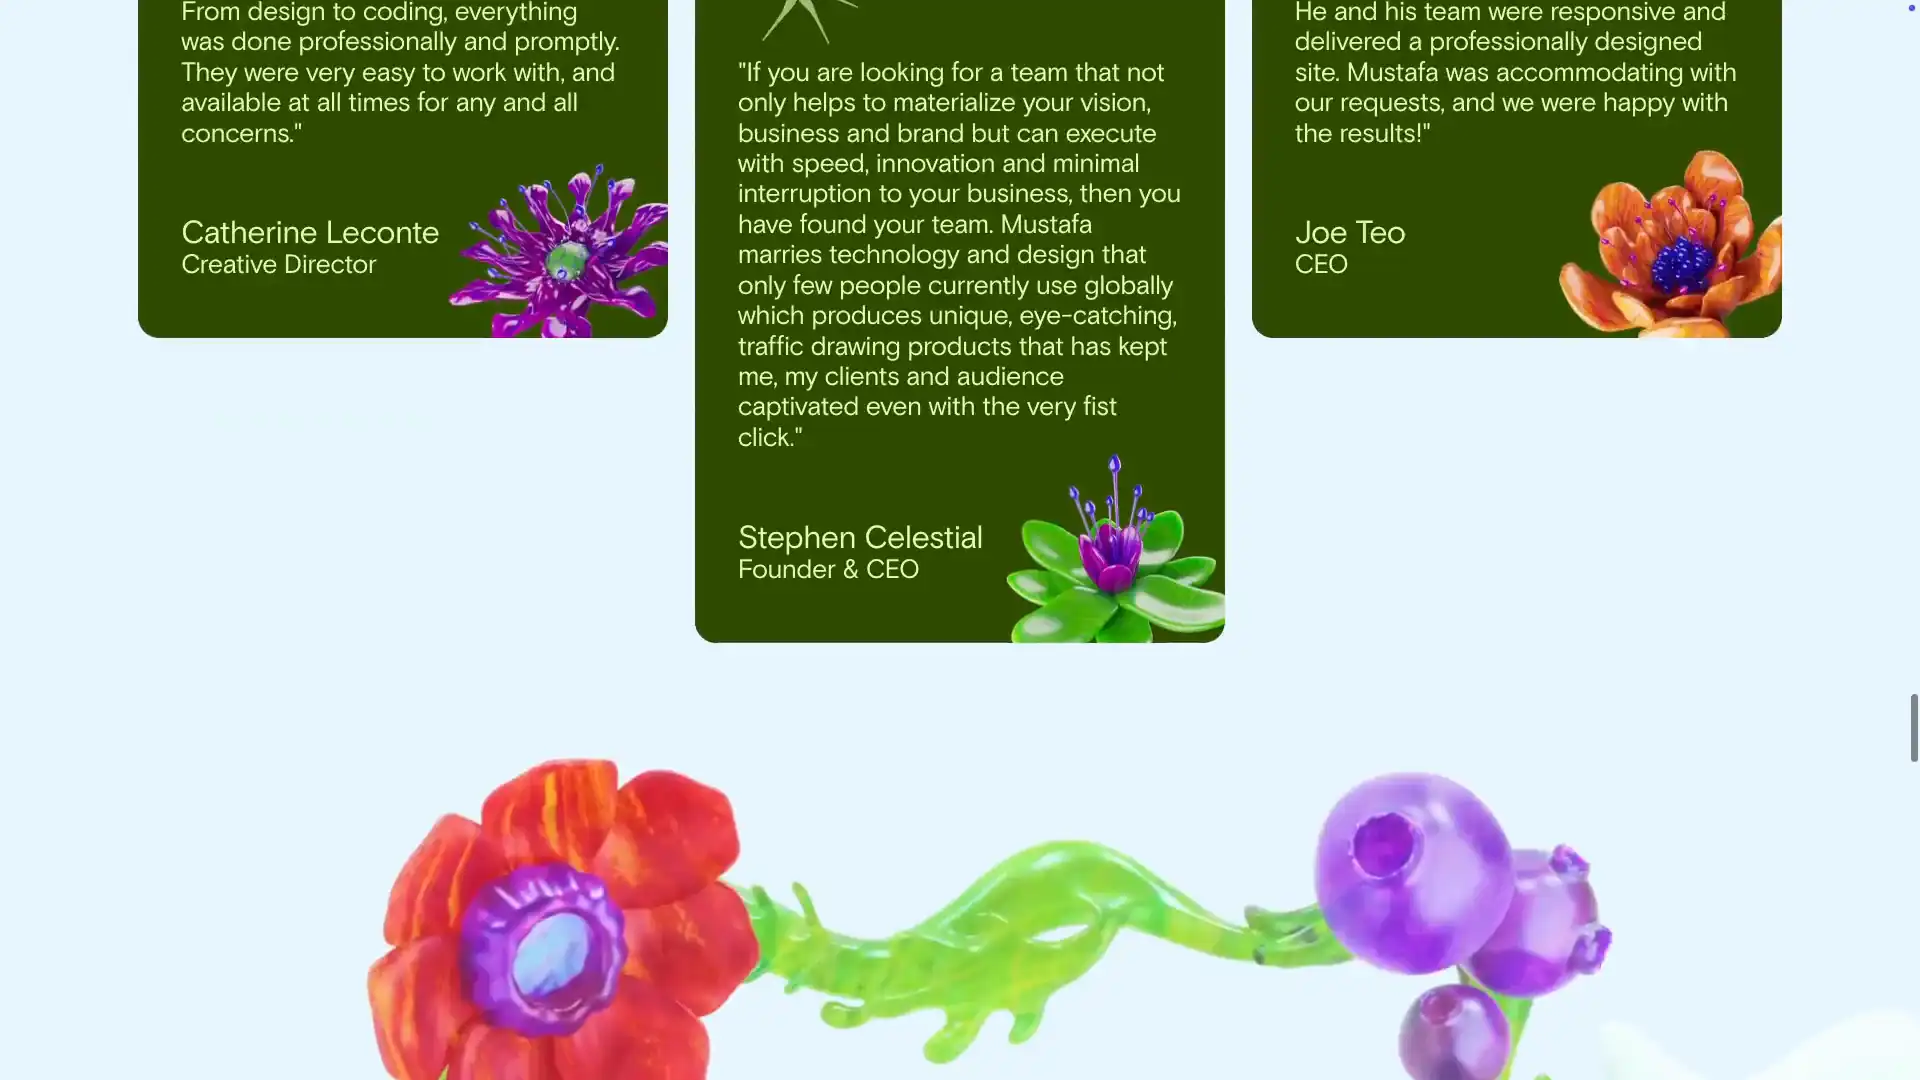 From design to coding, everything
was done professionally and promptly.
They were very easy to work with, and
available at all times for any and all
concerns."
Catherine Leconte
Creative Director
"If you are looking for a team that not
only helps to materialize your vision,
business and brand but can execute
with speed, innovation and minimal
interruption to your business, then you
have found your team. Mustafa
marries technology and design that
only few people currently use globally
which produces unique, eye-catching,
traffic drawing products that has kept
me, my clients and audience
captivated even with the very fist
click."
Stephen Celestial
Founder & CEO
He and his team were responsive and
delivered a professionally designed
site. Mustafa was accommodating with
our requests, and we were happy with
the results!"
Joe Teo
CEO